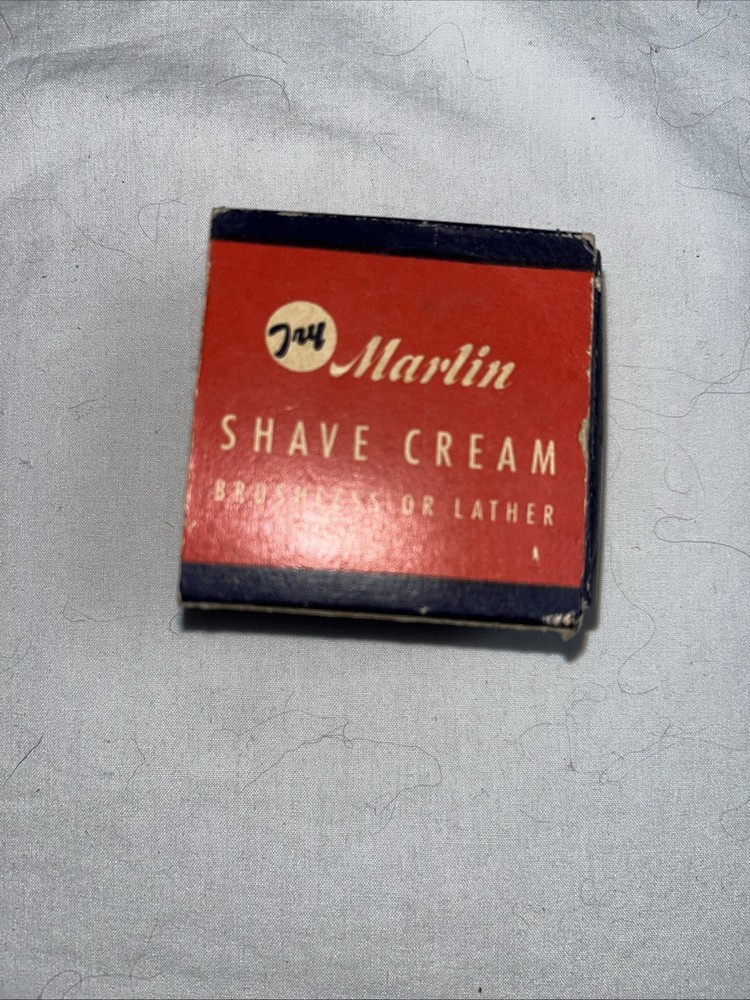 Try Marlin
SHAVE CREAM
BRUSHLESS OR LATHER